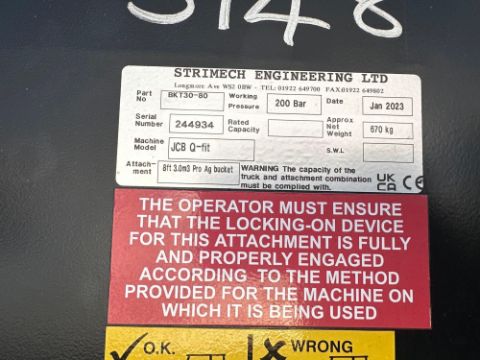 5148
STRIMECH ENGINEERING LTD
Longmore Ave WS2 0BW - TEL: 01922 649700 FAX 01922 649802
Part No BKT30-80 Working Pressure 200 Bar Date Jan 2023
Serial Number 244934 Rated Capacity Approx Net Weight 670 kg
Machine Model JCB Q-fit S.W.L
Attach-ment 8ft 3.0m3 Pro Ag bucket WARNING The capacity of the
truck and attachment combination
must be complied with.
UK
CA CE
THE OPERATOR MUST ENSURE
THAT THE LOCKING-ON DEVICE
FOR THIS ATTACHMENT IS FULLY
AND PROPERLY ENGAGED
ACCORDING TO THE METHOD
PROVIDED FOR THE MACHINE ON
WHICH IT IS BEING USED
O.K. WRONG